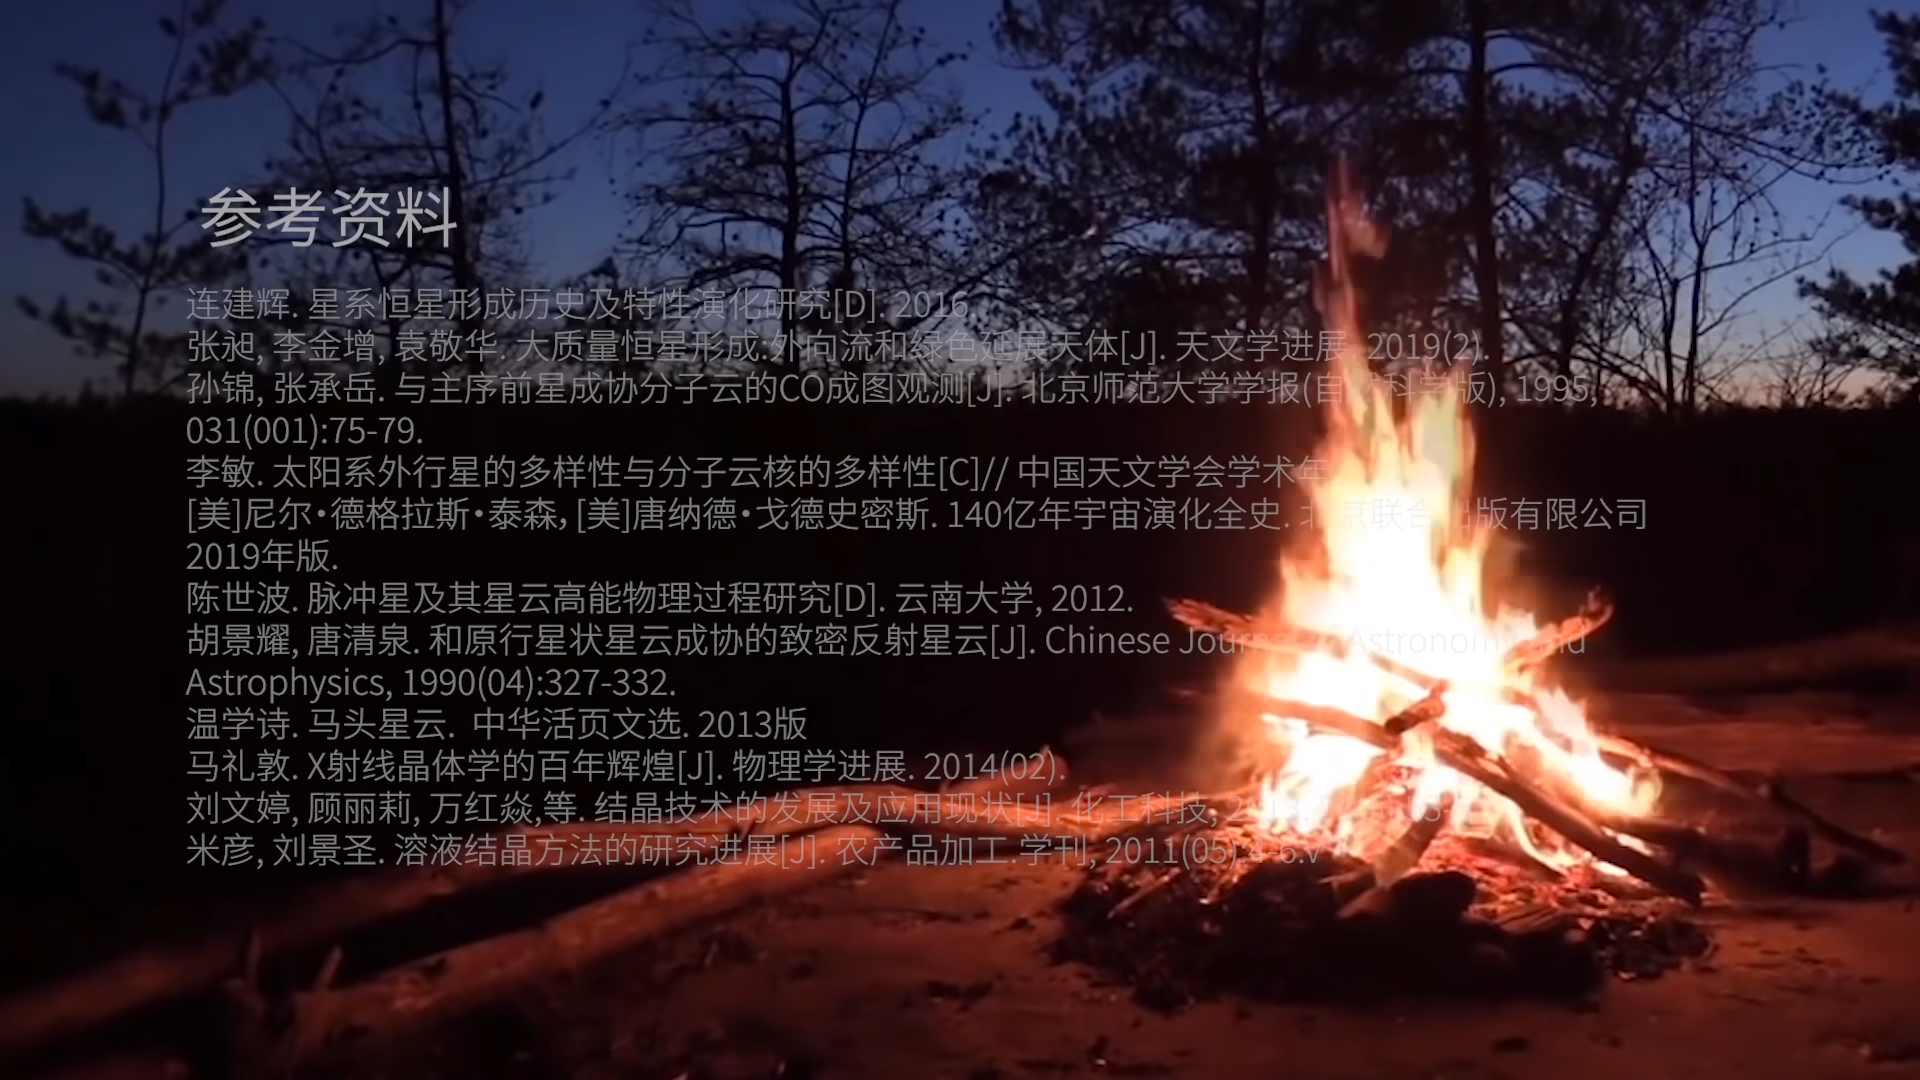 参考资料
连建辉. 星系恒星形成历史及特性演化研究[D]. 2016.
张昶, 李金增, 袁敬华. 大质量恒星形成:外向流和绿色延展天体[J]. 天文学进展, 2019(2).
孙锦, 张承岳. 与主序前星成协分子云的CO成图观测[J]. 北京师范大学学报(自然科学版), 1995,
031(001):75-79.
李敏. 太阳系外行星的多样性与分子云核的多样性[C]// 中国天文学会学术年
[美]尼尔•德格拉斯•泰森, [美]唐纳德•戈德史密斯. 140亿年宇宙演化全史. 北京联合出版有限公司
2019年版.
陈世波. 脉冲星及其星云高能物理过程研究[D]. 云南大学, 2012.
胡景耀, 唐清泉. 和原行星状星云成协的致密反射星云[J]. Chinese Journal of Astronomy and
Astrophysics, 1990(04):327-332.
温学诗. 马头星云. 中华活页文选. 2013版
马礼敦. X射线晶体学的百年辉煌[J]. 物理学进展. 2014(02).
刘文婷, 顾丽莉, 万红焱,等. 结晶技术的发展及应用现状[J]. 化工科技,
米彦, 刘景圣. 溶液结晶方法的研究进展[J]. 农产品加工.学刊, 2011(05)